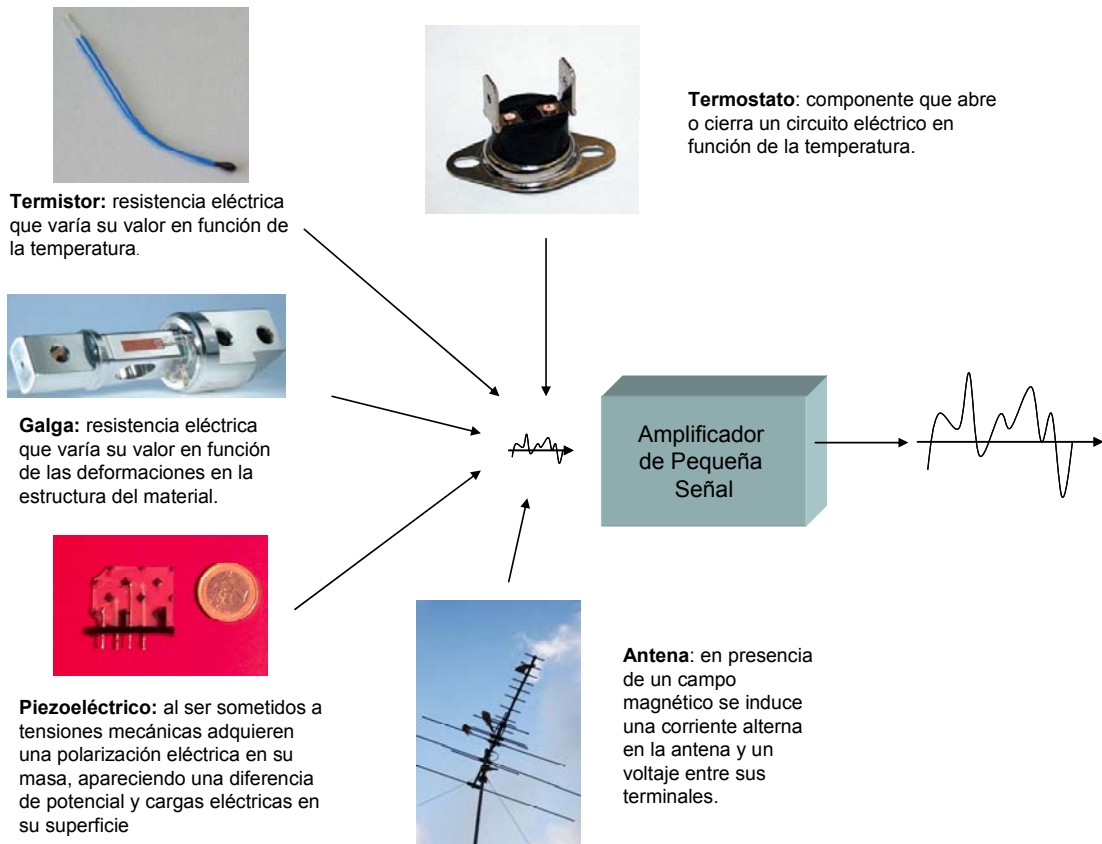 Termostato: componente que abre
o cierra un circuito eléctrico en
función de la temperatura.
Termistor: resistencia eléctrica
que varía su valor en función de
la temperatura.
Galga: resistencia eléctrica
que varía su valor en función
de las deformaciones en la
estructura del material.
Amplificador
de Pequeña
Señal
Piezoeléctrico: al ser sometidos a
tensiones mecánicas adquieren
una polarización eléctrica en su
masa, apareciendo una diferencia
de potencial y cargas eléctricas en
su superficie
Antena: en presencia
de un campo
magnético se induce
una corriente alterna
en la antena y un
voltaje entre sus
terminales.